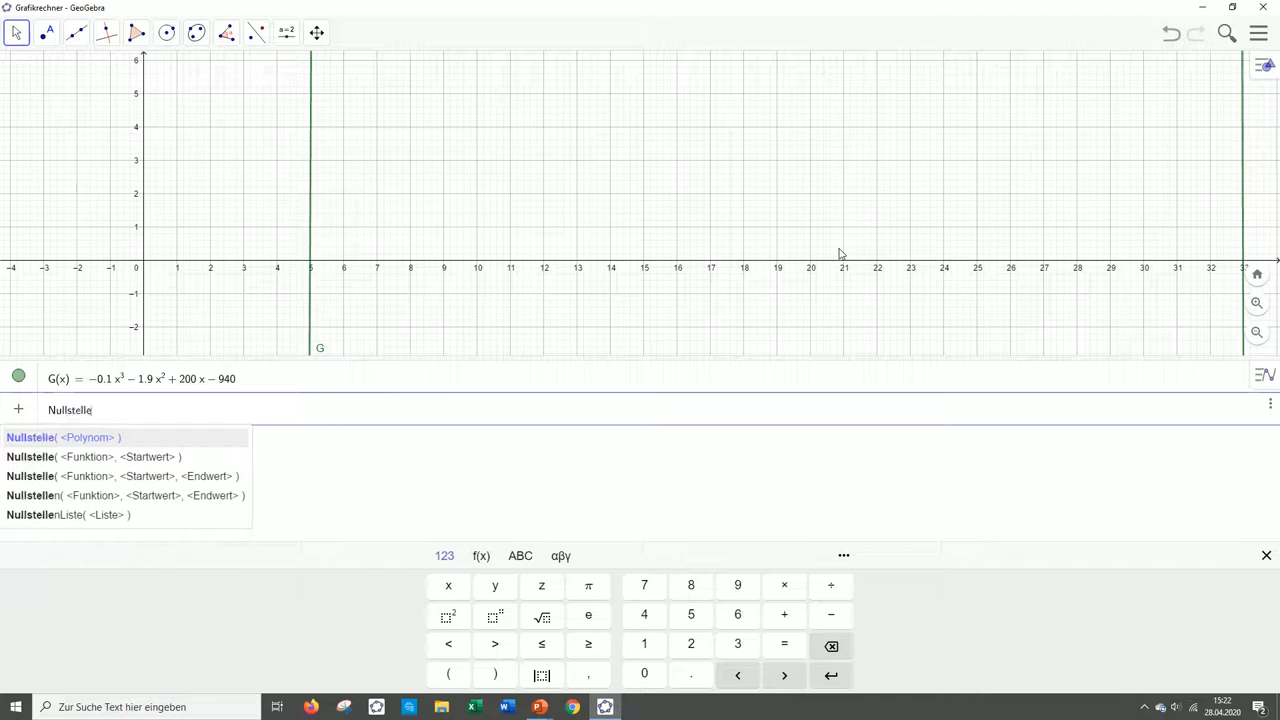 Grafikrechner - GeoGebra
a=2
6
5
4
3
2
1
−1
−2
−4 −3 −2 −1 0 1 2 3 4 5 6 7 8 9 10 11 12 13 14 15 16 17 18 19 20 21 22 23 24 25 26 27 28 29 30 31 32
G
G(x) = −0.1 x³ − 1.9 x² + 200 x − 940
Nullstelle
Nullstelle( <Polynom> )
Nullstelle( <Funktion>, <Startwert> )
Nullstelle( <Funktion>, <Startwert>, <Endwert> )
Nullstellen( <Funktion>, <Startwert>, <Endwert> )
NullstellenListe( <Liste> )
123 f(x) ABC αβγ
x y z π 7 8 9 × ÷
e 4 5 6 + −
< > ≤ ≥ 1 2 3 =
( ) , 0 . < >
Zur Suche Text hier eingeben
15:22
28.04.2020
2